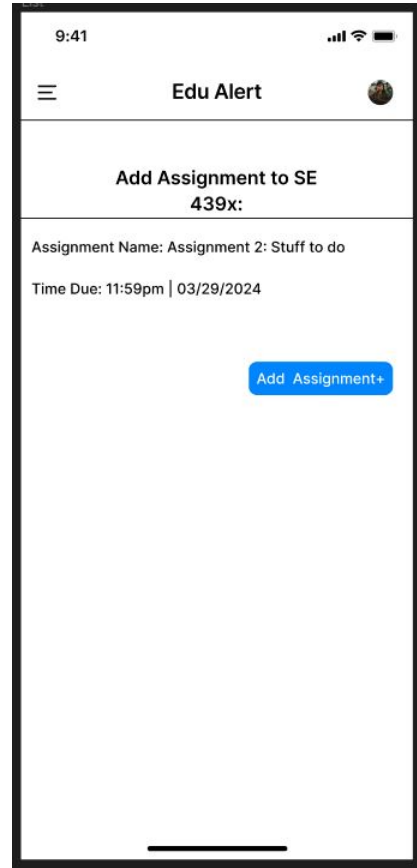 9:41
Edu Alert
Add Assignment to SE
439x:
Assignment Name: Assignment 2: Stuff to do
Time Due: 11:59pm | 03/29/2024
Add Assignment+